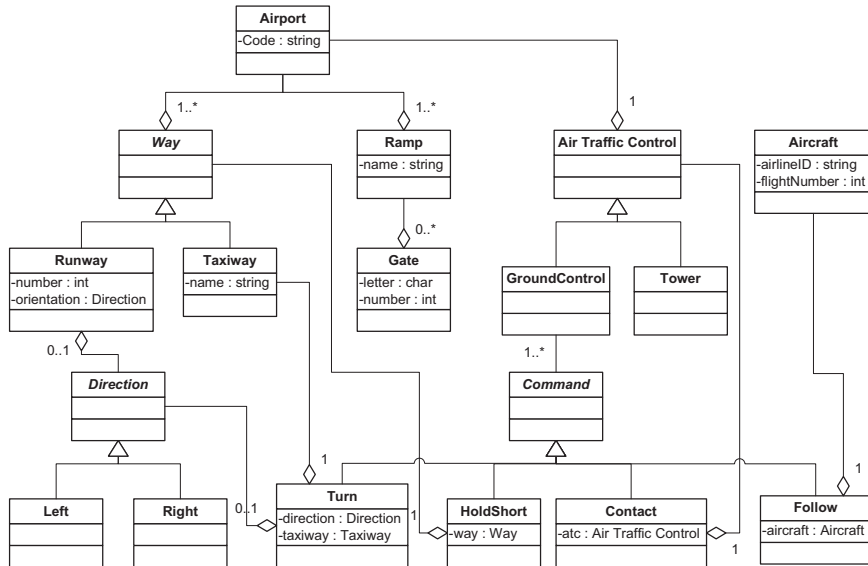 Airport
-Code : string
1..*
1..*
1
Way
Ramp
-name : string
Air Traffic Control
Aircraft
-airlineID : string
-flightNumber : int
0..*
Runway
-number : int
-orientation : Direction
Taxiway
-name : string
Gate
-letter : char
-number : int
GroundControl
Tower
0..1
1..*
Direction
Command
1
1
0..1
1
1
Left
Right
Turn
-direction : Direction
-taxiway : Taxiway
HoldShort
-way : Way
Contact
-atc : Air Traffic Control
Follow
-aircraft : Aircraft